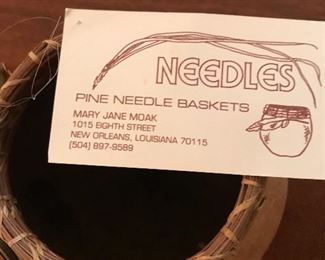 NEEDLES
PINE NEEDLE BASKETS
MARY JANE MOAK
1015 EIGHTH STREET
NEW ORLEANS, LOUISIANA 70115
(504) 897-9589